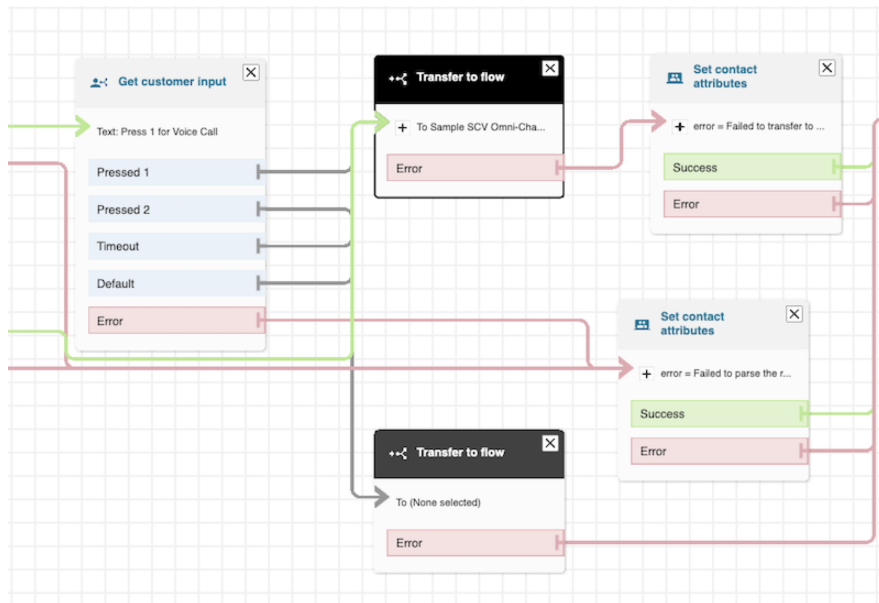 Get customer input
Text: Press 1 for Voice Call
Pressed 1
Pressed 2
Timeout
Default
Error
Transfer to flow
To Sample SCV Omni-Cha...
Error
Set contact
attributes
error = Failed to transfer to ...
Success
Error
Set contact
attributes
error = Failed to parse the r...
Success
Error
Transfer to flow
To (None selected)
Error